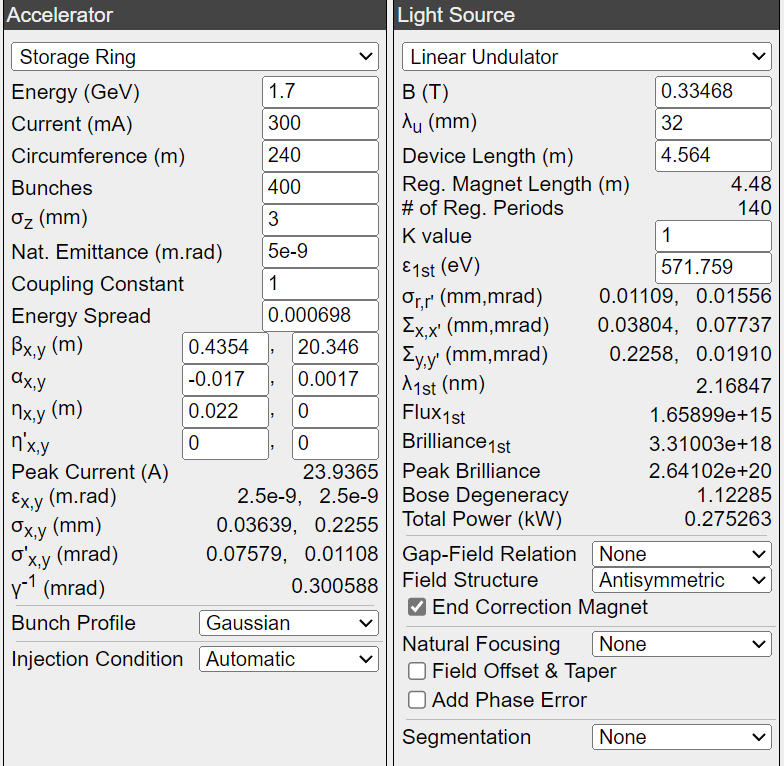 Accelerator
Storage Ring
Energy (GeV) 1.7
Current (mA) 300
Circumference (m) 240
Bunches 400
σz (mm) 3
Nat. Emittance (m.rad) 5e-9
Coupling Constant 1
Energy Spread 0.000698
βx,y (m) 0.4354 , 20.346
αx,y -0.017 , 0.0017
ηx,y (m) 0.022 , 0
η'x,y 0 , 0
Peak Current (A) 23.9365
εx,y (m.rad) 2.5e-9, 2.5e-9
σx,y (mm) 0.03639, 0.2255
σ'x,y (mrad) 0.07579, 0.01108
γ-1 (mrad) 0.300588
Bunch Profile Gaussian
Injection Condition Automatic
Light Source
Linear Undulator
B (T) 0.33468
λu (mm) 32
Device Length (m) 4.564
Reg. Magnet Length (m) 4.48
# of Reg. Periods 140
K value 1
ε1st (eV) 571.759
σr,r' (mm,mrad) 0.01109, 0.01556
Σx,x' (mm,mrad) 0.03804, 0.07737
Σy,y' (mm,mrad) 0.2258, 0.01910
λ1st (nm) 2.16847
Flux1st 1.65899e+15
Brilliance1st 3.31003e+18
Peak Brilliance 2.64102e+20
Bose Degeneracy 1.12285
Total Power (kW) 0.275263
Gap-Field Relation None
Field Structure Antisymmetric
End Correction Magnet
Natural Focusing None
Field Offset & Taper
Add Phase Error
Segmentation None